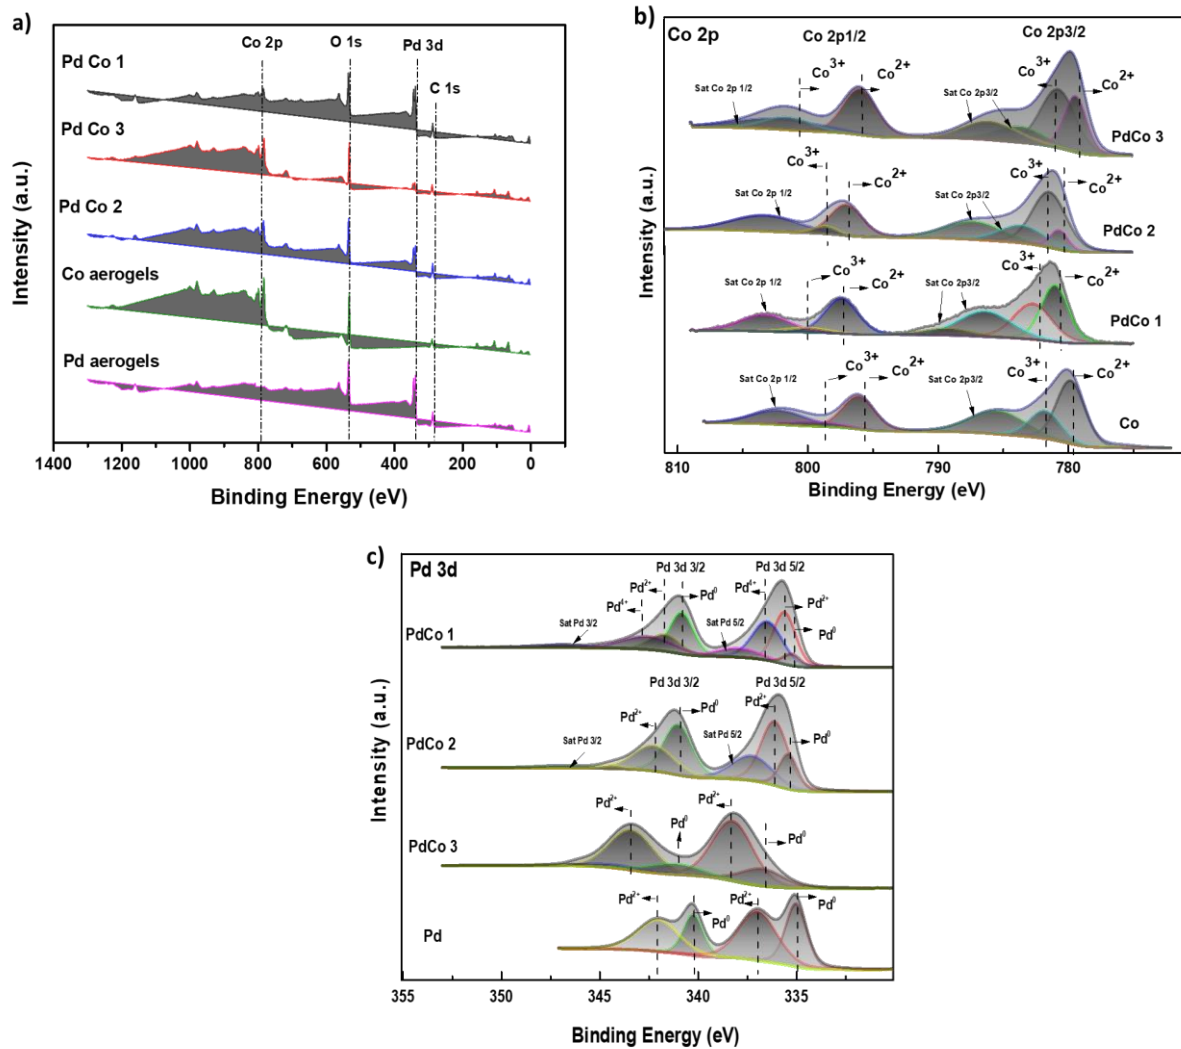 a)
Co 2p
O 1s
Pd 3d
C 1s
Pd Co 1
Pd Co 3
Pd Co 2
Co aerogels
Pd aerogels
Intensity (a.u.)
1400 1200 1000 800 600 400 200 0
Binding Energy (eV)
b)
Co 2p
Co 2p1/2
Co 2p3/2
Co3+
Co2+
Sat Co 2p 1/2
Sat Co 2p3/2
Co3+
Co2+
PdCo 3
Co3+
Co2+
Sat Co 2p 1/2
Sat Co 2p3/2
Co3+
Co2+
PdCo 2
Co3+
Co2+
Sat Co 2p 1/2
Sat Co 2p3/2
Co3+
Co2+
PdCo 1
Co3+
Co2+
Sat Co 2p 1/2
Sat Co 2p3/2
Co3+
Co2+
Co
Intensity (a.u.)
810 800 790 780
Binding Energy (eV)
c)
Pd 3d
Pd 3d 3/2
Pd 3d 5/2
Pd4+
Pd2+
Pd0
Pd4+
Pd2+
Pd0
Sat Pd 3/2
Sat Pd 5/2
PdCo 1
Pd 3d 3/2
Pd 3d 5/2
Pd2+
Pd0
Pd2+
Pd0
Sat Pd 3/2
Sat Pd 5/2
PdCo 2
Pd2+
Pd0
Pd2+
Pd0
PdCo 3
Pd2+
Pd0
Pd2+
Pd0
Pd
Intensity (a.u.)
355 350 345 340 335
Binding Energy (eV)